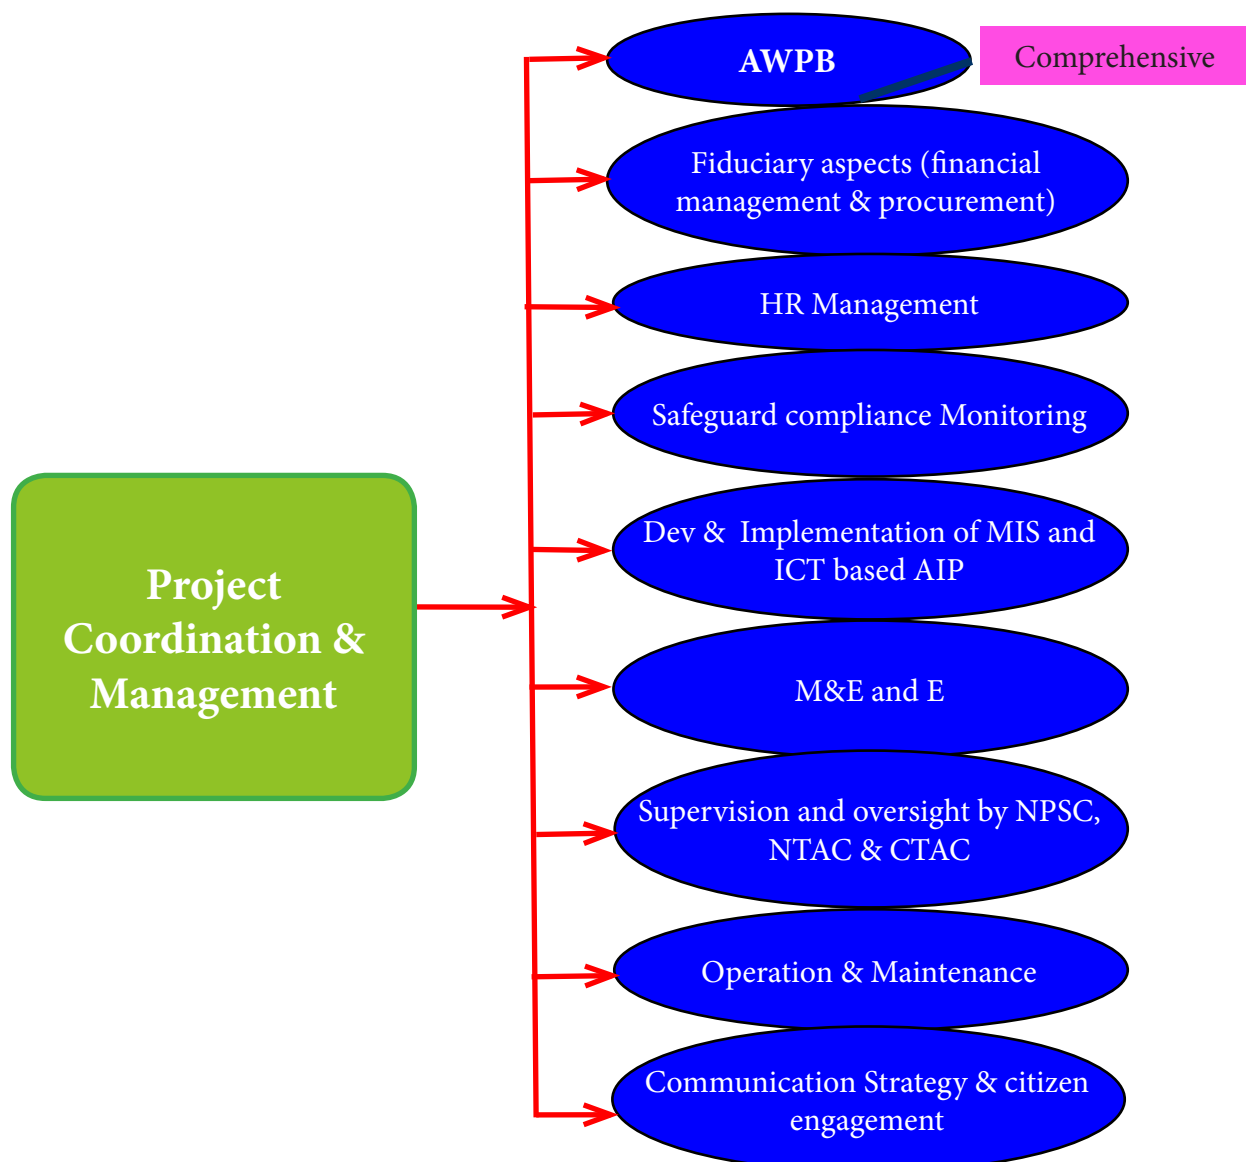 AWPB
Comprehensive
Fiduciary aspects (financial
management & procurement)
HR Management
Safeguard compliance Monitoring
Dev &  Implementation of MIS and
ICT based AIP
Project
Coordination &
Management
M&E and E
Supervision and oversight by NPSC,
NTAC & CTAC
Operation & Maintenance
Communication Strategy & citizen
engagement